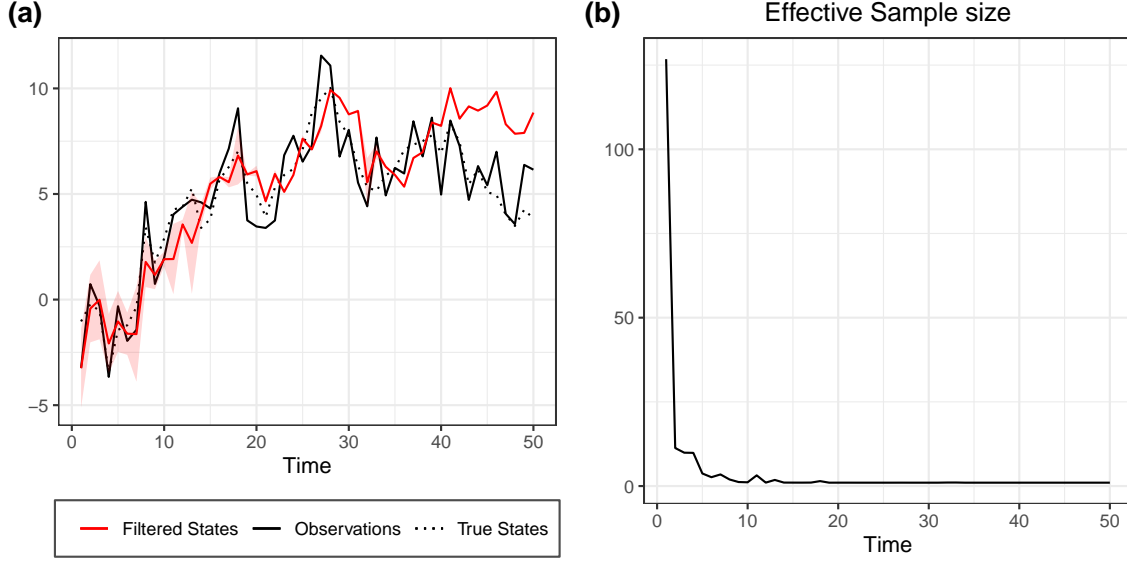 (a)
10
5
0
−5
0
10
20
30
40
50
Time
Filtered States
Observations
True States
(b)
Effective Sample size
100
50
0
0
10
20
30
40
50
Time